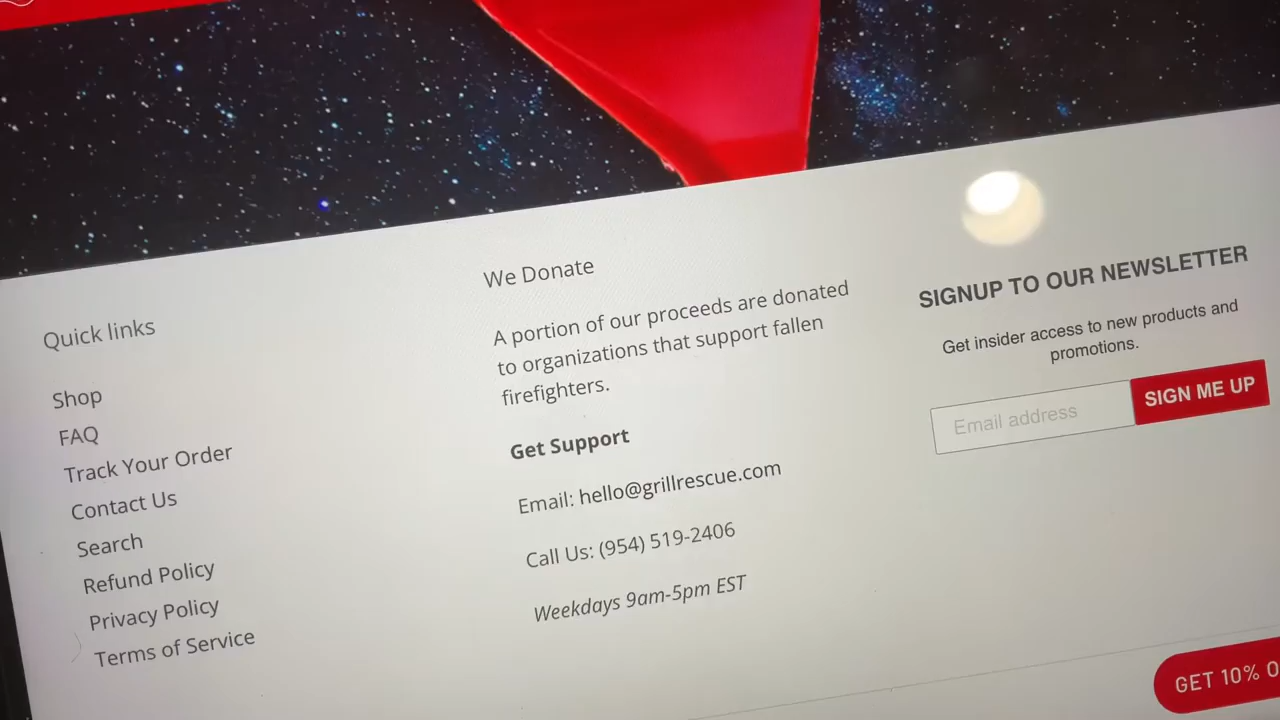 Quick links
Shop
FAQ
Track Your Order
Contact Us
Search
Refund Policy
Privacy Policy
Terms of Service
We Donate
A portion of our proceeds are donated
to organizations that support fallen
firefighters.
Get Support
Email: hello@grillrescue.com
Call Us: (954) 519-2406
Weekdays 9am-5pm EST
SIGNUP TO OUR NEWSLETTER
Get insider access to new products and
promotions.
Email address
SIGN ME UP
GET 10% O